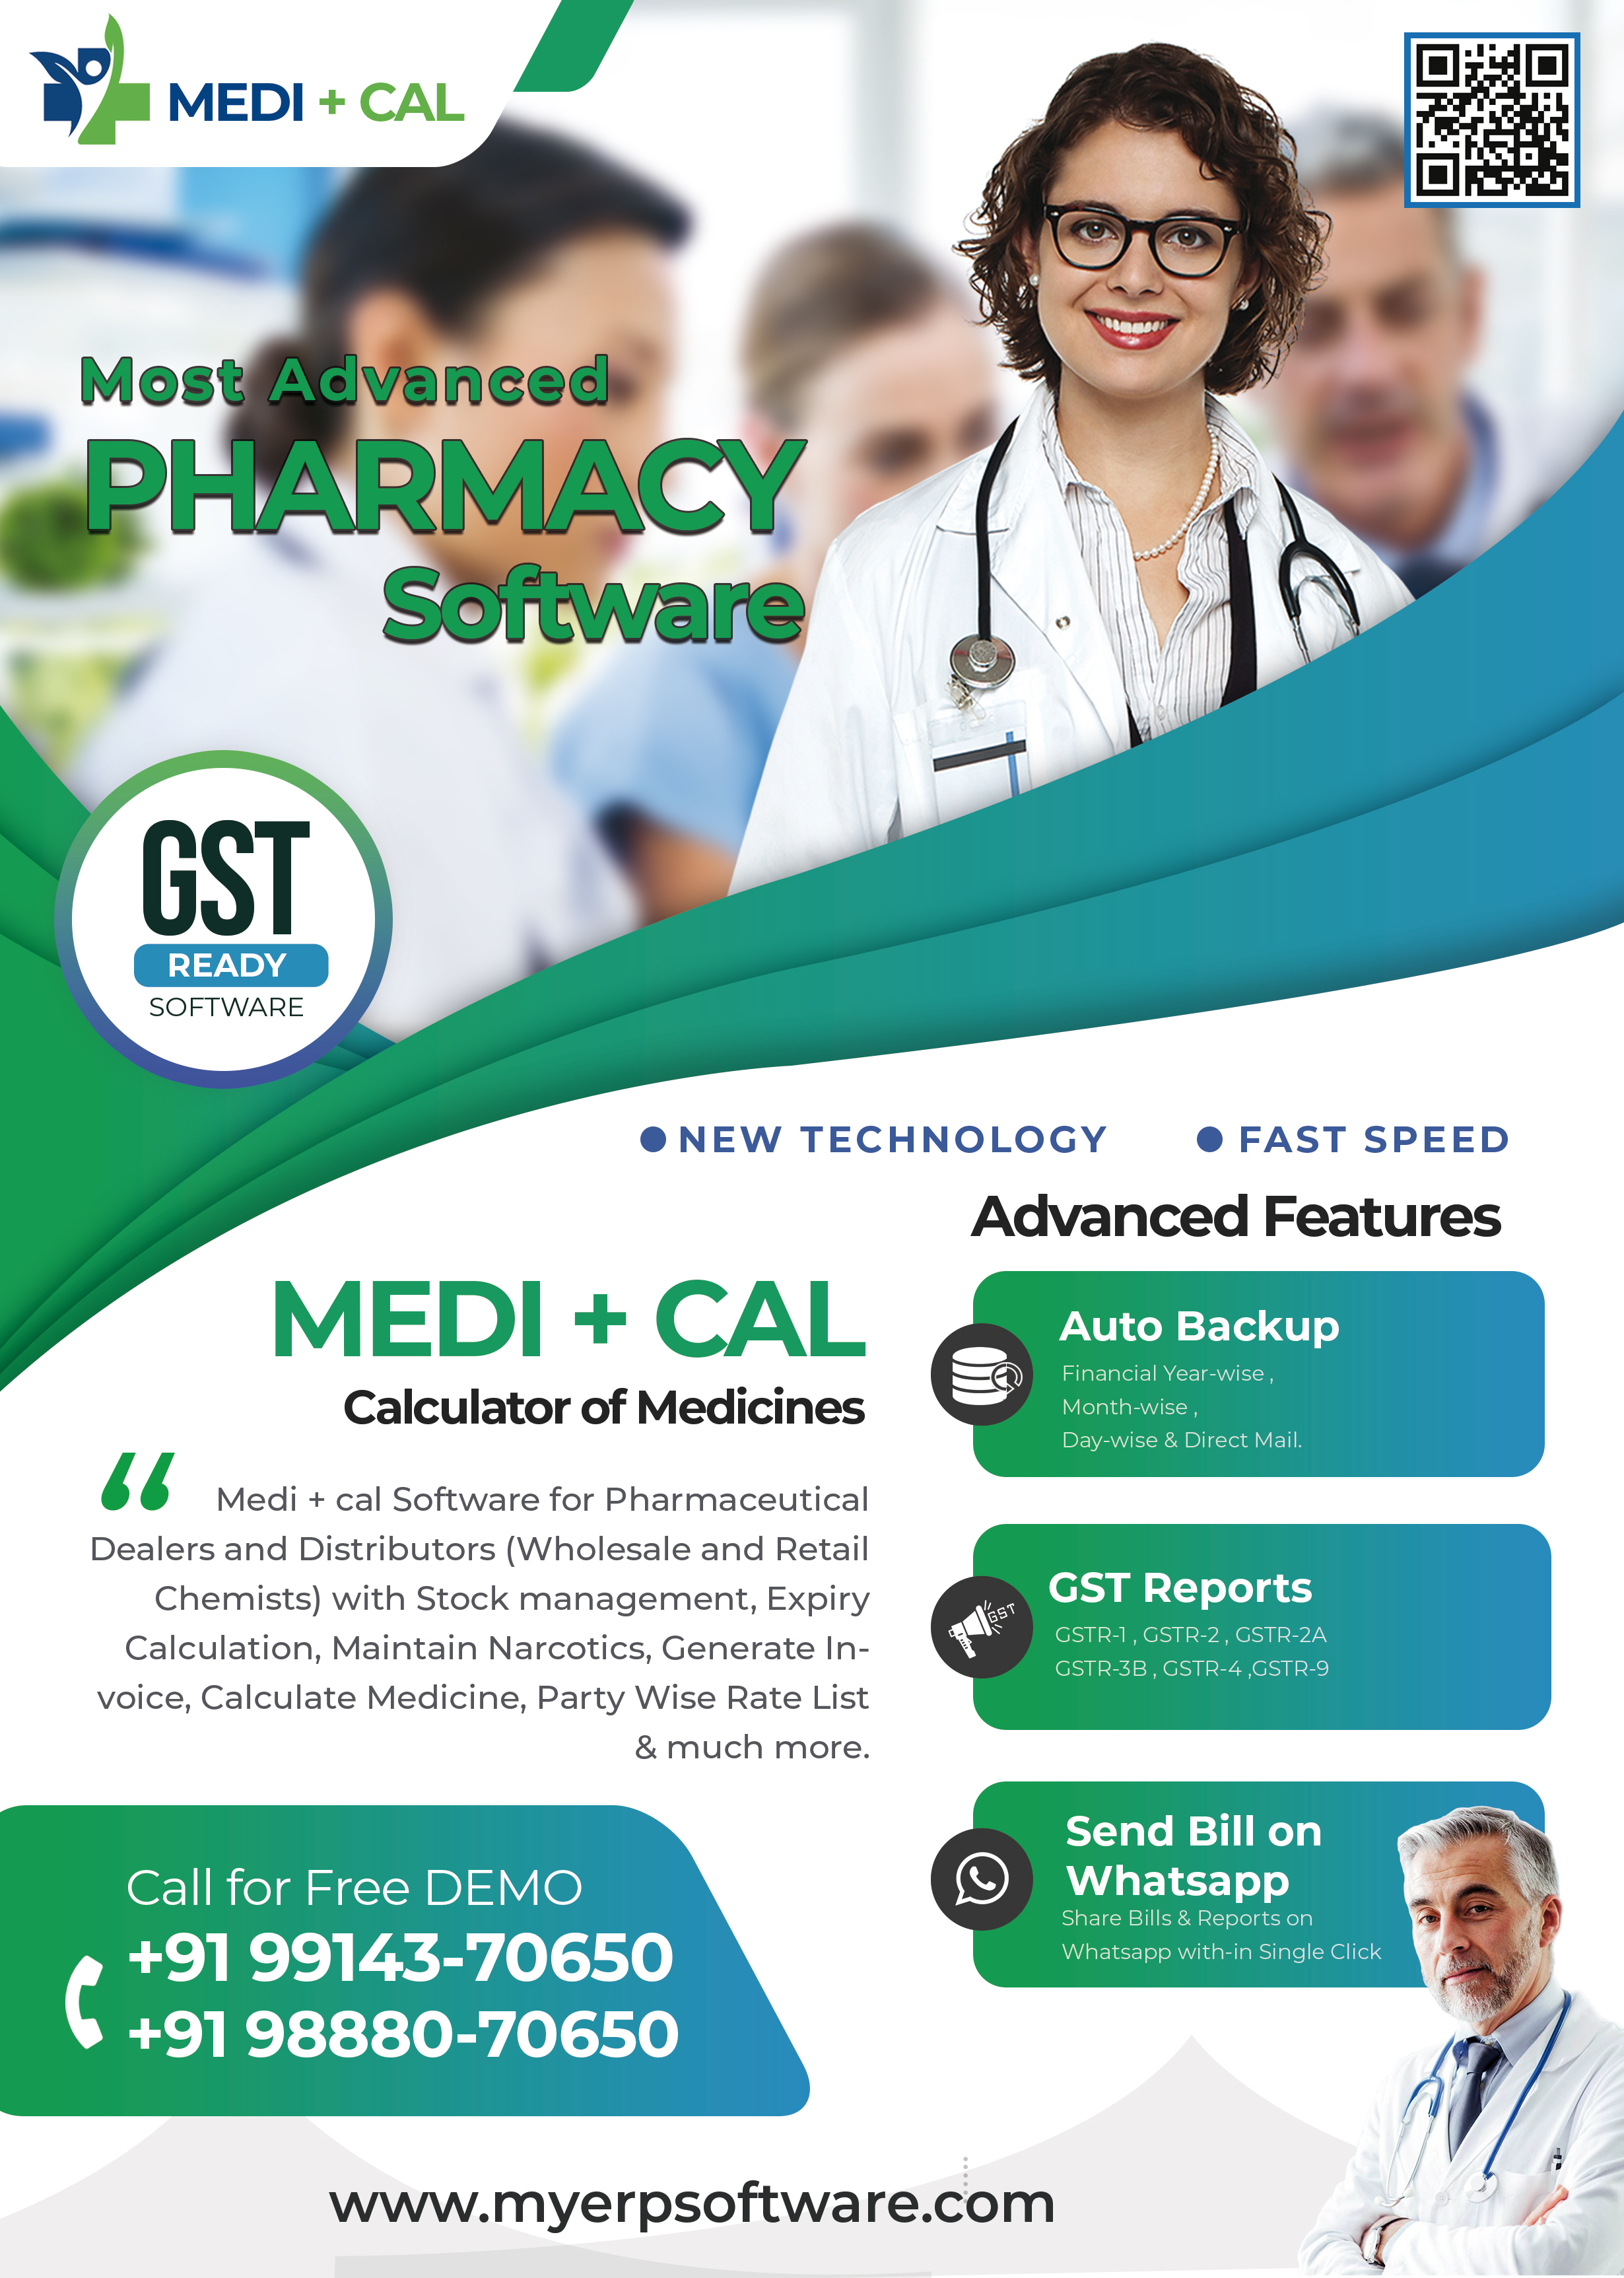 MEDI + CAL
Most Advanced
PHARMACY
Software
GST
READY
SOFTWARE
NEW TECHNOLOGY
FAST SPEED
Advanced Features
MEDI + CAL
Calculator of Medicines
Medi + cal Software for Pharmaceutical
Dealers and Distributors (Wholesale and Retail
Chemists) with Stock management, Expiry
Calculation, Maintain Narcotics, Generate In-
voice, Calculate Medicine, Party Wise Rate List
& much more.
Auto Backup
Financial Year-wise ,
Month-wise ,
Day-wise & Direct Mail.
GST
GST Reports
GSTR-1 , GSTR-2 , GSTR-2A
GSTR-3B , GSTR-4 ,GSTR-9
Send Bill on
Whatsapp
Share Bills & Reports on
Whatsapp with-in Single Click
Call for Free DEMO
+91 99143-70650
+91 98880-70650
www.myerpsoftware.com